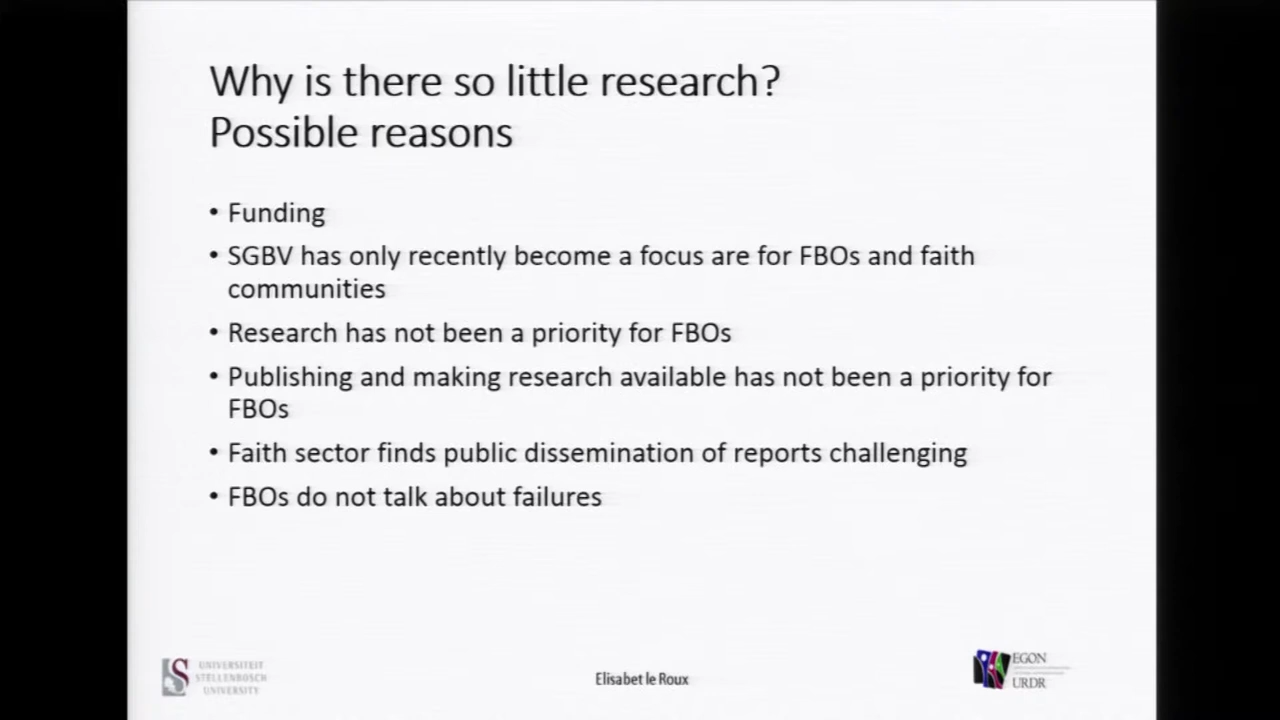 Why is there so little research?
Possible reasons
• Funding
• SGBV has only recently become a focus are for FBOs and faith
communities
• Research has not been a priority for FBOs
• Publishing and making research available has not been a priority for
FBOs
• Faith sector finds public dissemination of reports challenging
• FBOs do not talk about failures
UNIVERSITEIT
STELLENBOSCH
UNIVERSITY
Elisabet le Roux
EGON
URDR